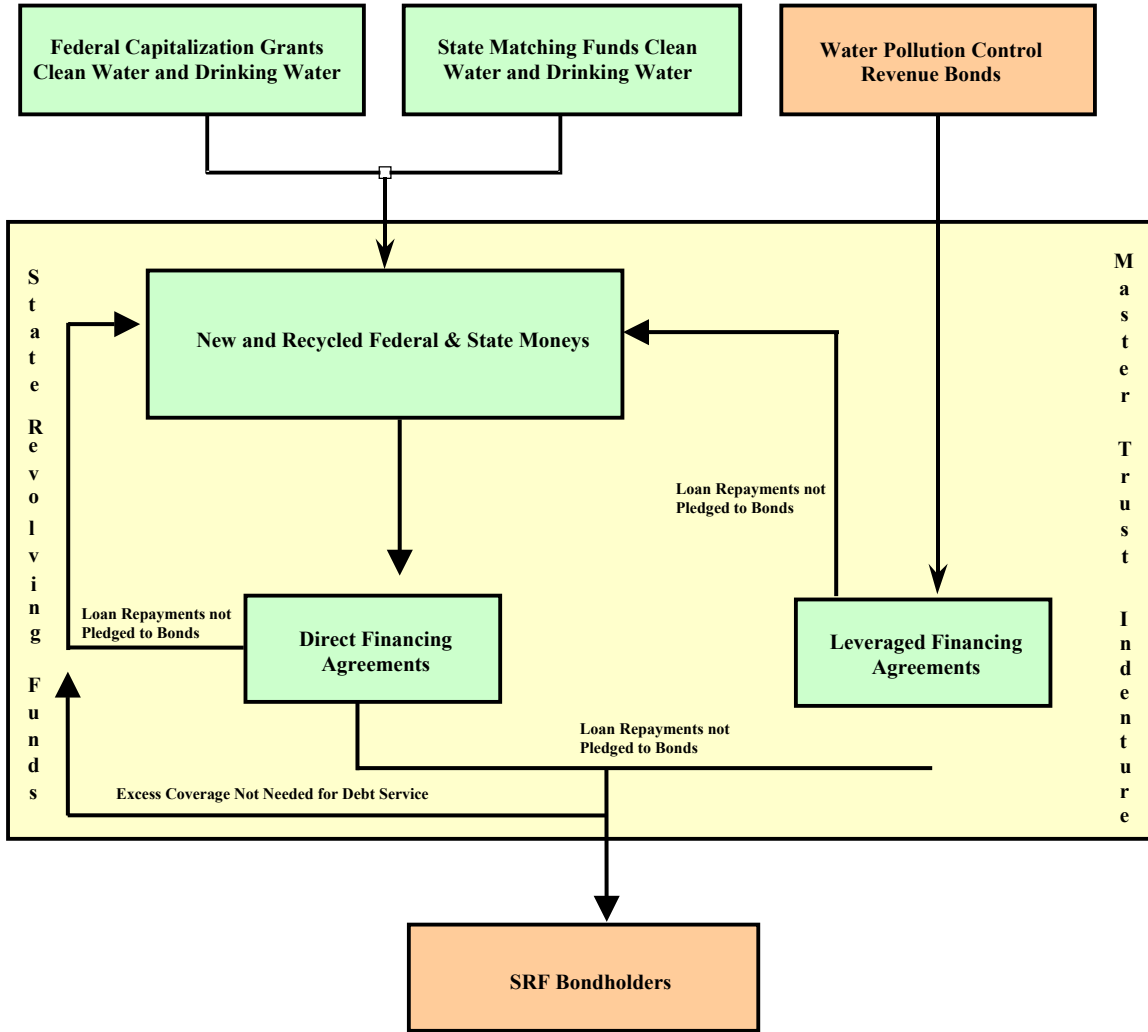 Federal Capitalization Grants
Clean Water and Drinking Water
State Matching Funds Clean
Water and Drinking Water
Water Pollution Control
Revenue Bonds
State Revolving Funds
Master Trust Indenture
New and Recycled Federal & State Moneys
Loan Repayments not
Pledged to Bonds
Loan Repayments not
Pledged to Bonds
Direct Financing
Agreements
Leveraged Financing
Agreements
Loan Repayments not
Pledged to Bonds
Excess Coverage Not Needed for Debt Service
SRF Bondholders